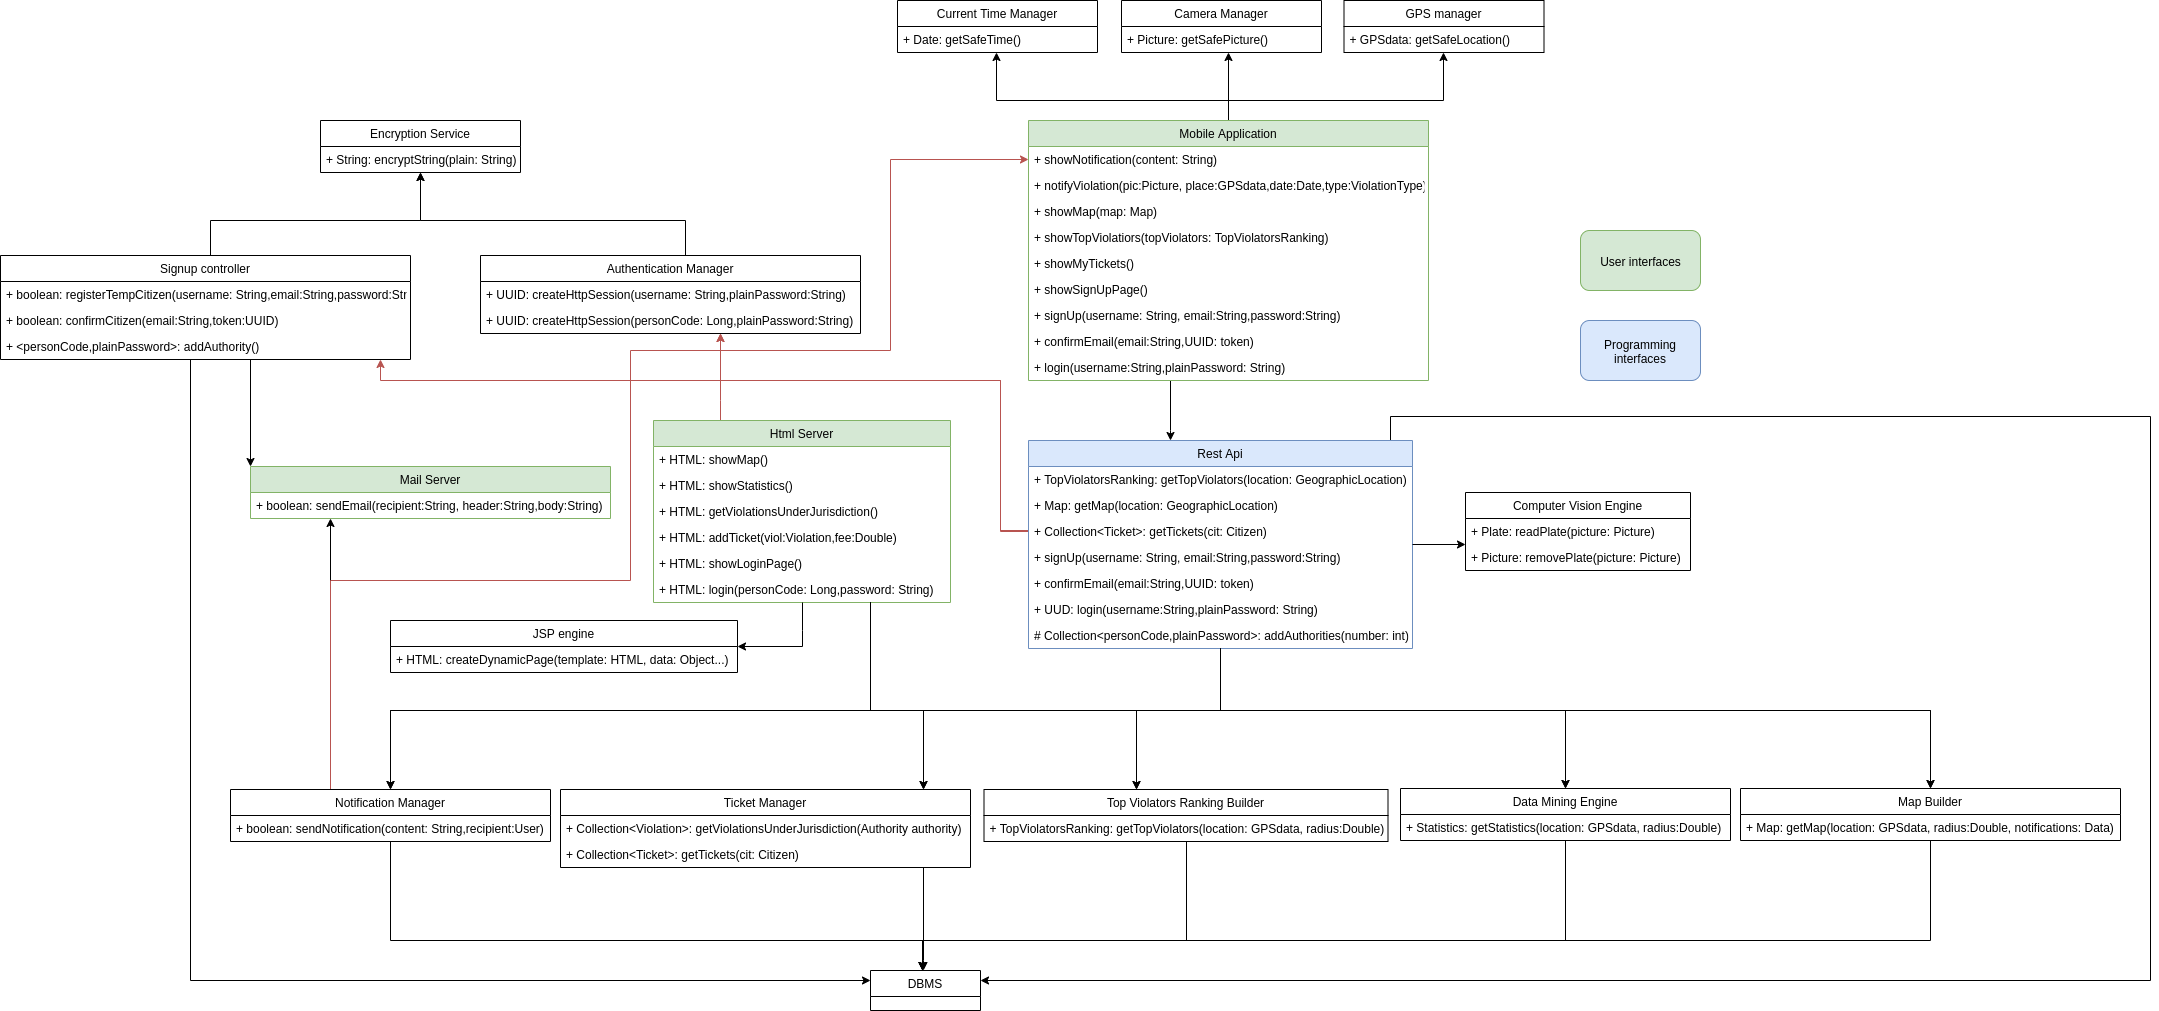 Current Time Manager
+ Date: getSafeTime()
Camera Manager
+ Picture: getSafePicture()
GPS manager
+ GPSdata: getSafeLocation()
Encryption Service
+ String: encryptString(plain: String)
Mobile Application
+ showNotification(content: String)
+ notifyViolation(pic:Picture, place:GPSdata,date:Date,type:ViolationType)
+ showMap(map: Map)
+ showTopViolatiors(topViolators: TopViolatorsRanking)
+ showMyTickets()
+ showSignUpPage()
+ signUp(username: String, email:String,password:String)
+ confirmEmail(email:String,UUID: token)
+ login(username:String,plainPassword: String)
User interfaces
Programming
interfaces
Signup controller
+ boolean: registerTempCitizen(username: String,email:String,password:Str
+ boolean: confirmCitizen(email:String,token:UUID)
+ <personCode,plainPassword>: addAuthority()
Authentication Manager
+ UUID: createHttpSession(username: String,plainPassword:String)
+ UUID: createHttpSession(personCode: Long,plainPassword:String)
Html Server
+ HTML: showMap()
+ HTML: showStatistics()
+ HTML: getViolationsUnderJurisdiction()
+ HTML: addTicket(viol:Violation,fee:Double)
+ HTML: showLoginPage()
+ HTML: login(personCode: Long,password: String)
Rest Api
+ TopViolatorsRanking: getTopViolators(location: GeographicLocation)
+ Map: getMap(location: GeographicLocation)
+ Collection<Ticket>: getTickets(cit: Citizen)
+ signUp(username: String, email:String,password:String)
+ confirmEmail(email:String,UUID: token)
+ UUD: login(username:String,plainPassword: String)
# Collection<personCode,plainPassword>: addAuthorities(number: int)
Mail Server
+ boolean: sendEmail(recipient:String, header:String,body:String)
Computer Vision Engine
+ Plate: readPlate(picture: Picture)
+ Picture: removePlate(picture: Picture)
JSP engine
+ HTML: createDynamicPage(template: HTML, data: Object...)
Notification Manager
+ boolean: sendNotification(content: String,recipient:User)
Ticket Manager
+ Collection<Violation>: getViolationsUnderJurisdiction(Authority authority)
+ Collection<Ticket>: getTickets(cit: Citizen)
Top Violators Ranking Builder
+ TopViolatorsRanking: getTopViolators(location: GPSdata, radius:Double)
Data Mining Engine
+ Statistics: getStatistics(location: GPSdata, radius:Double)
Map Builder
+ Map: getMap(location: GPSdata, radius:Double, notifications: Data)
DBMS